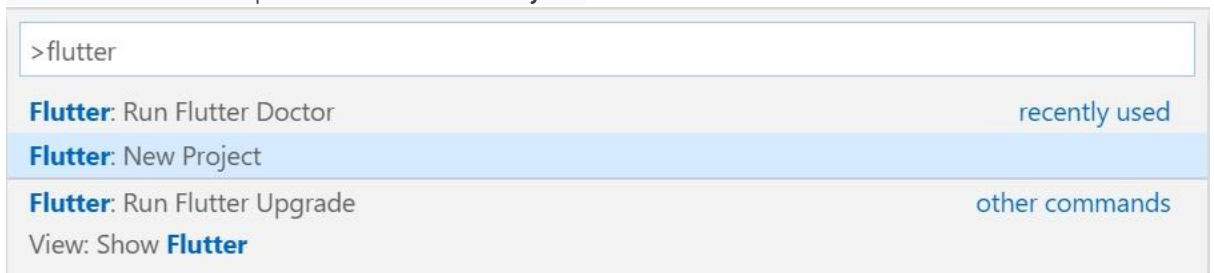 >flutter
Flutter: Run Flutter Doctor recently used
Flutter: New Project
Flutter: Run Flutter Upgrade other commands
View: Show Flutter